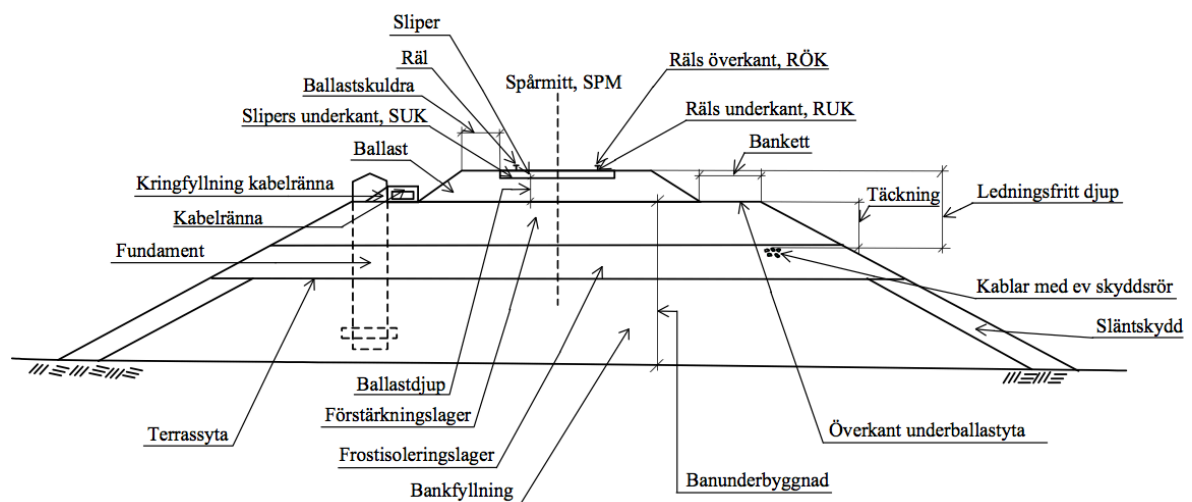 Sliper
Räl
Ballastskuldra
Slipers underkant, SUK
Ballast
Kringfyllning kabelränna
Kabelränna
Fundament
Spårmitt, SPM
Räls överkant, RÖK
Räls underkant, RUK
Bankett
Täckning
Ledningsfritt djup
Kablar med ev skyddsrör
Släntskydd
Ballastdjup
Förstärkningslager
Terrassyta
Frostisoleringslager
Bankfyllning
Överkant underballastyta
Banunderbyggnad